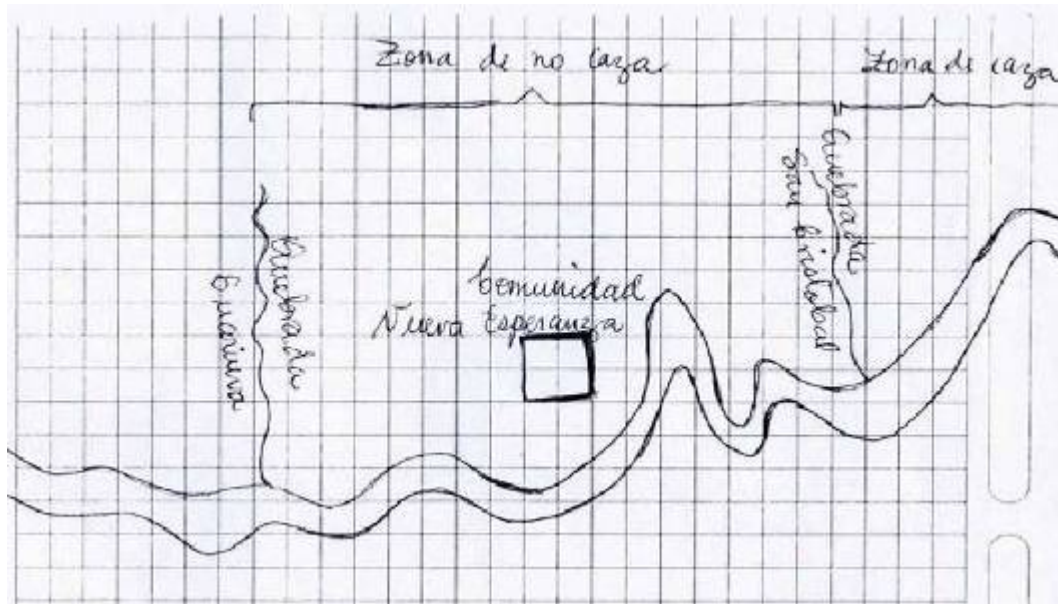 Zona de no caza
Zona de caza
Quebrada
San Cristobal
Quebrada
Comunidad
Nueva Esperanza